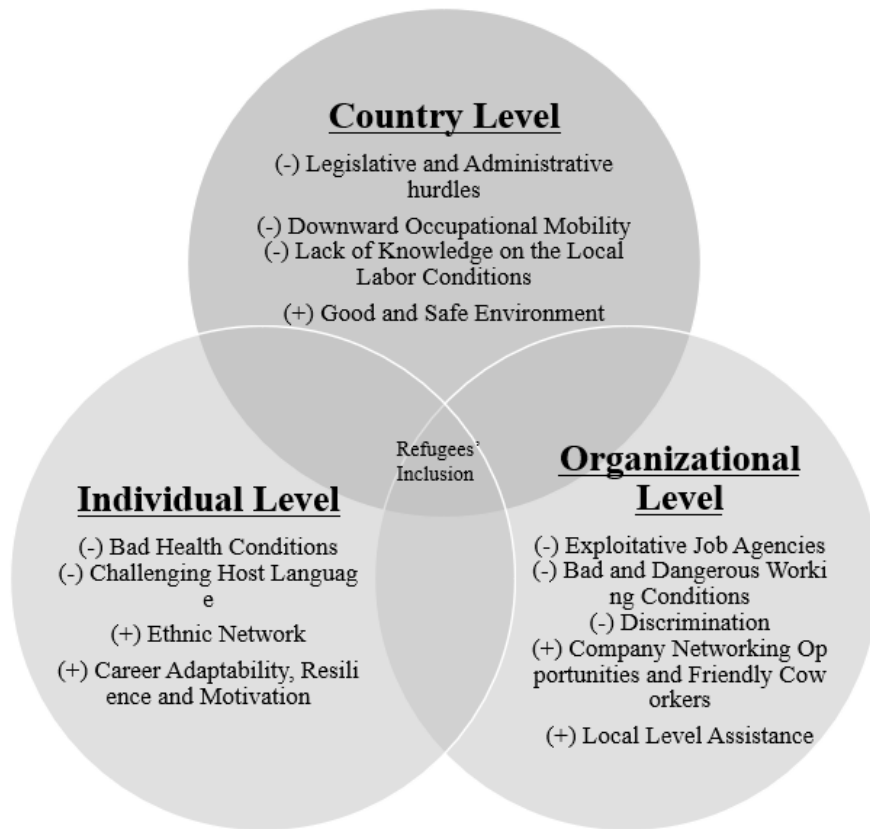 Country Level
(-) Legislative and Administrative
hurdles
(-) Downward Occupational Mobility
(-) Lack of Knowledge on the Local
Labor Conditions
(+) Good and Safe Environment
Refugees’
Inclusion
Individual Level
(-) Bad Health Conditions
(-) Challenging Host Languag
e
(+) Ethnic Network
(+) Career Adaptability, Resili
ence and Motivation
Organizational
Level
(-) Exploitative Job Agencies
(-) Bad and Dangerous Worki
ng Conditions
(-) Discrimination
(+) Company Networking Op
portunities and Friendly Cow
orkers
(+) Local Level Assistance